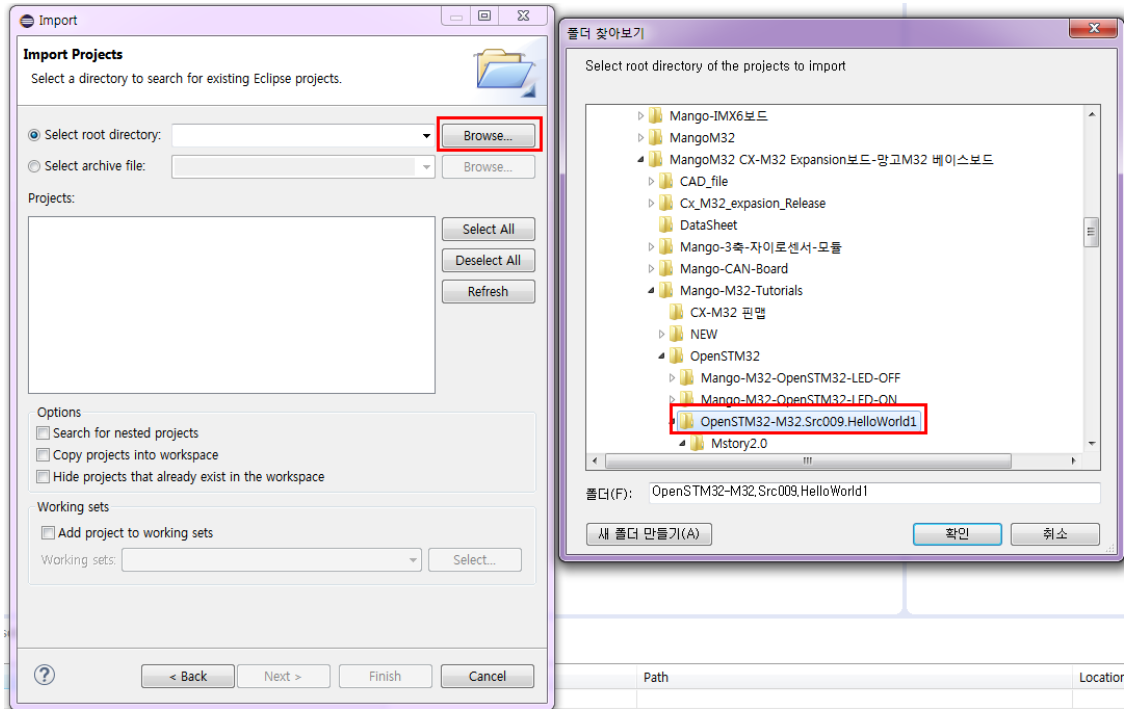 Import
Import Projects
Select a directory to search for existing Eclipse projects.
Select root directory:
Browse...
Select archive file:
Browse...
Projects:
Select All
Deselect All
Refresh
Options
Search for nested projects
Copy projects into workspace
Hide projects that already exist in the workspace
Working sets
Add project to working sets
Working sets:
Select...
?
< Back
Next >
Finish
Cancel
폴더 찾아보기
Select root directory of the projects to import
Mango-IMX6보드
MangoM32
MangoM32 CX-M32 Expansion보드-망고M32 베이스보드
CAD_file
Cx_M32_expasion_Release
DataSheet
Mango-3축-자이로센서-모듈
Mango-CAN-Board
Mango-M32-Tutorials
CX-M32 핀맵
NEW
OpenSTM32
Mango-M32-OpenSTM32-LED-OFF
Mango-M32-OpenSTM32-LED-ON
OpenSTM32-M32.Src009.HelloWorld1
Mstory2.0
폴더(F): OpenSTM32-M32.Src009.HelloWorld1
새 폴더 만들기(A)
확인
취소
Path
Location